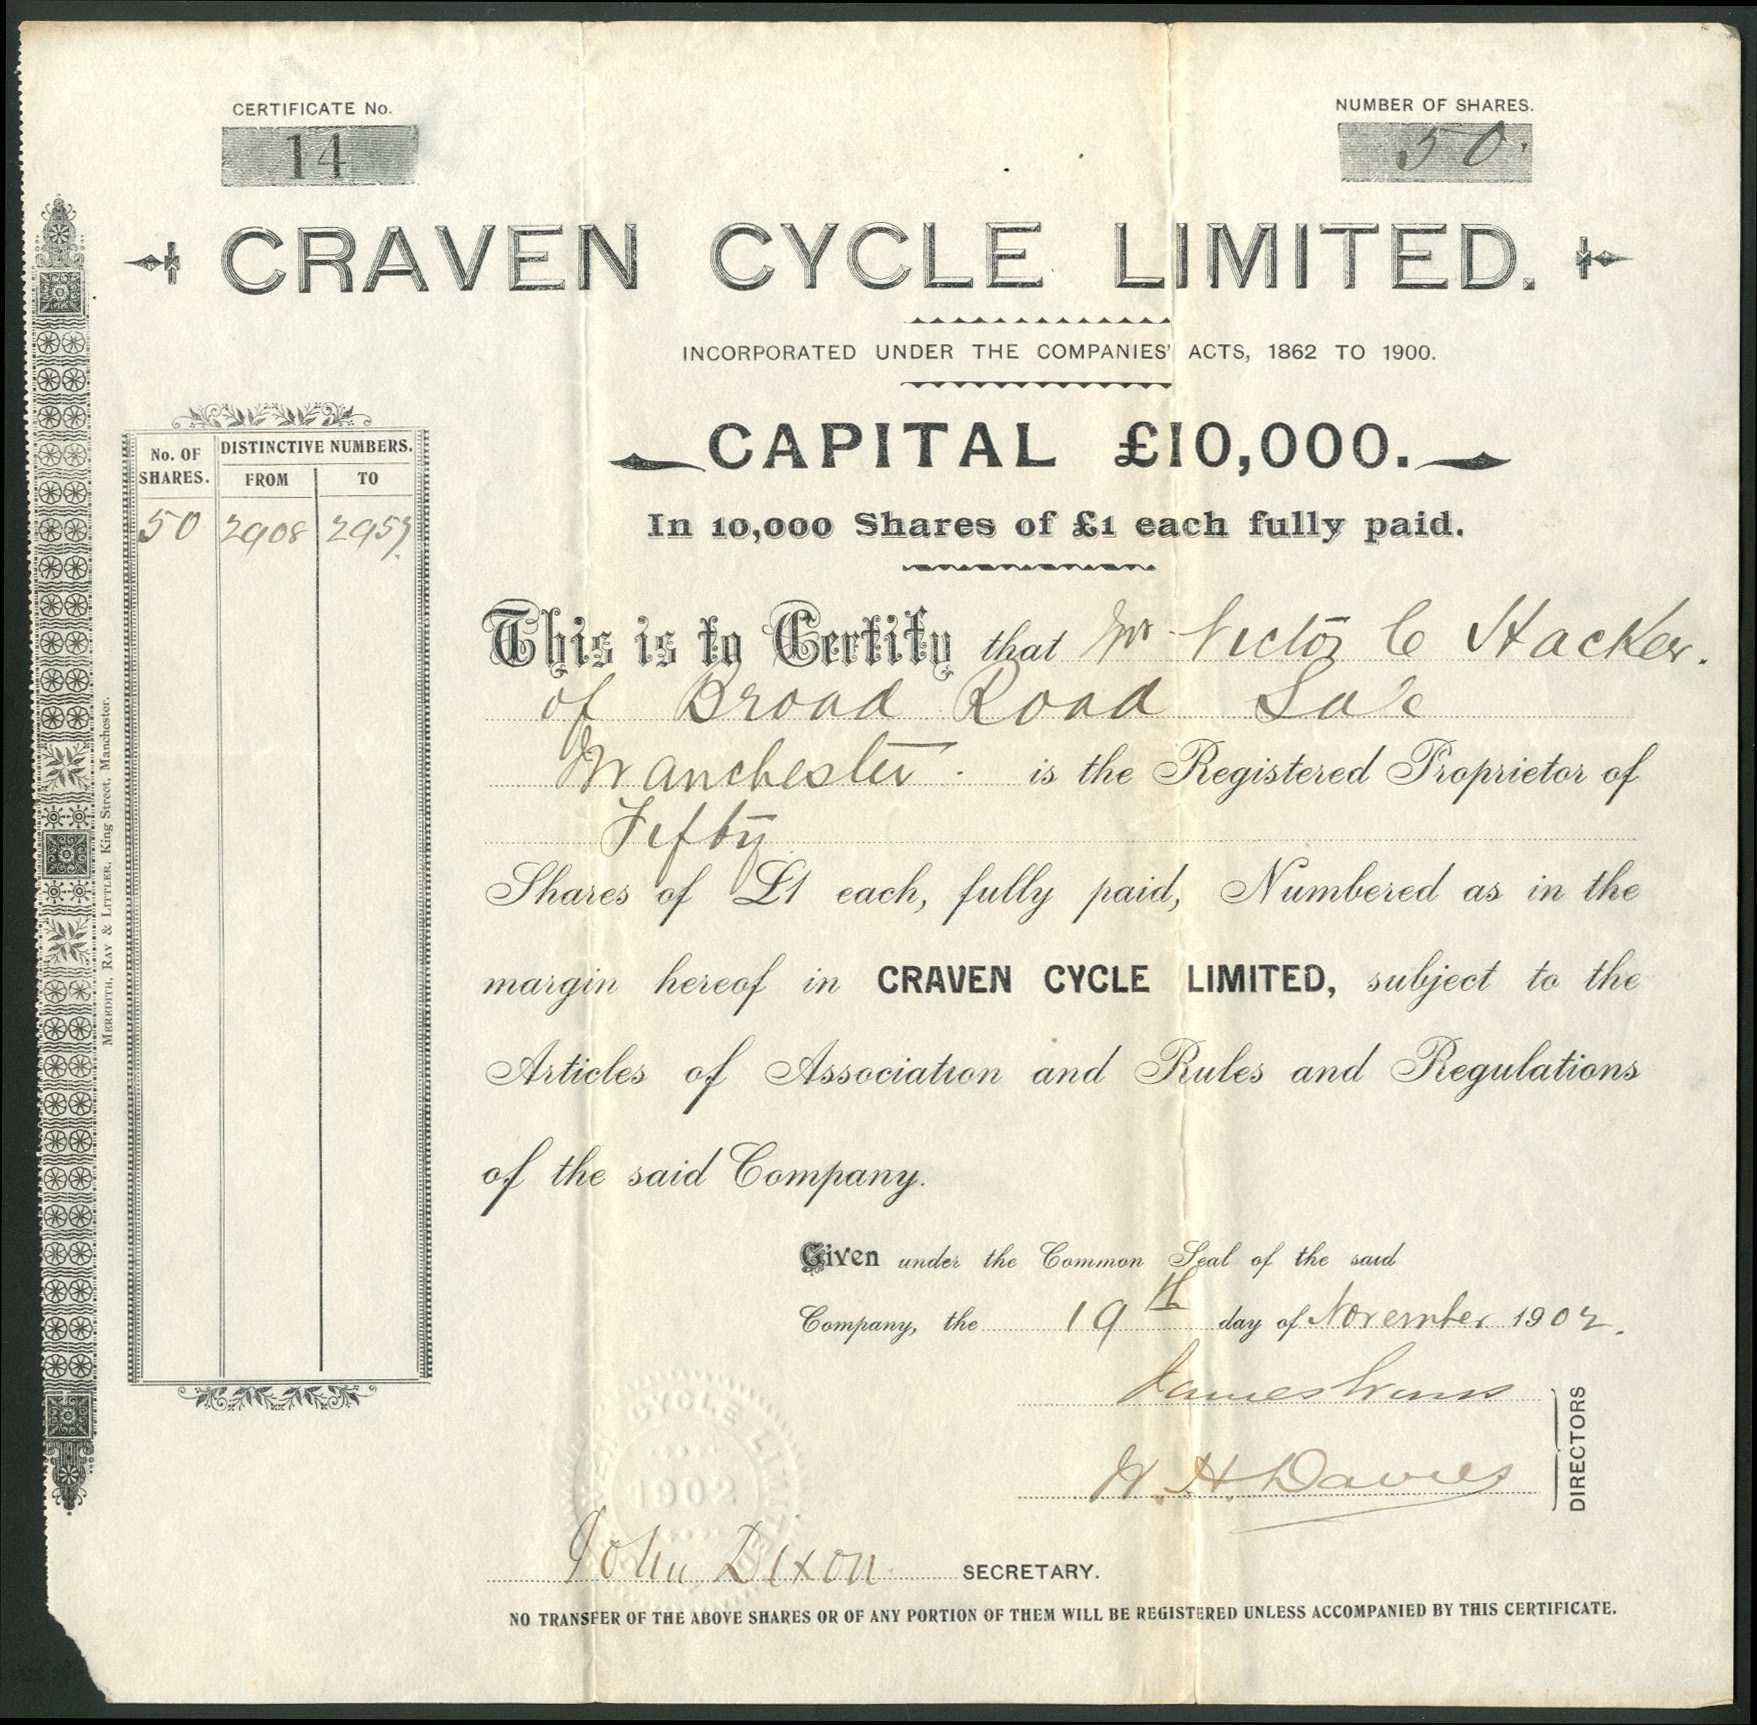 CERTIFICATE No.
14
NUMBER OF SHARES.
50.
CRAVEN CYCLE LIMITED.
INCORPORATED UNDER THE COMPANIES' ACTS, 1862 TO 1900.
CAPITAL £10,000.
In 10,000 Shares of £1 each fully paid.
No. OF SHARES.
DISTINCTIVE NUMBERS.
FROM TO
50 2908 2957.
MEREDITH, RAY & LITTLER, King Street, Manchester.
This is to Certify that Mr Victor C Hacker.
of Broad Road Sale
Manchester. is the Registered Proprietor of
Fifty
Shares of £1 each, fully paid, Numbered as in the
margin hereof in CRAVEN CYCLE LIMITED, subject to the
Articles of Association and Rules and Regulations
of the said Company.
Given under the Common Seal of the said
Company, the 19th day of November 1902.
James
W. H. Davies
DIRECTORS
CYCLE LIMITED
1902
John Dixon SECRETARY.
NO TRANSFER OF THE ABOVE SHARES OR OF ANY PORTION OF THEM WILL BE REGISTERED UNLESS ACCOMPANIED BY THIS CERTIFICATE.